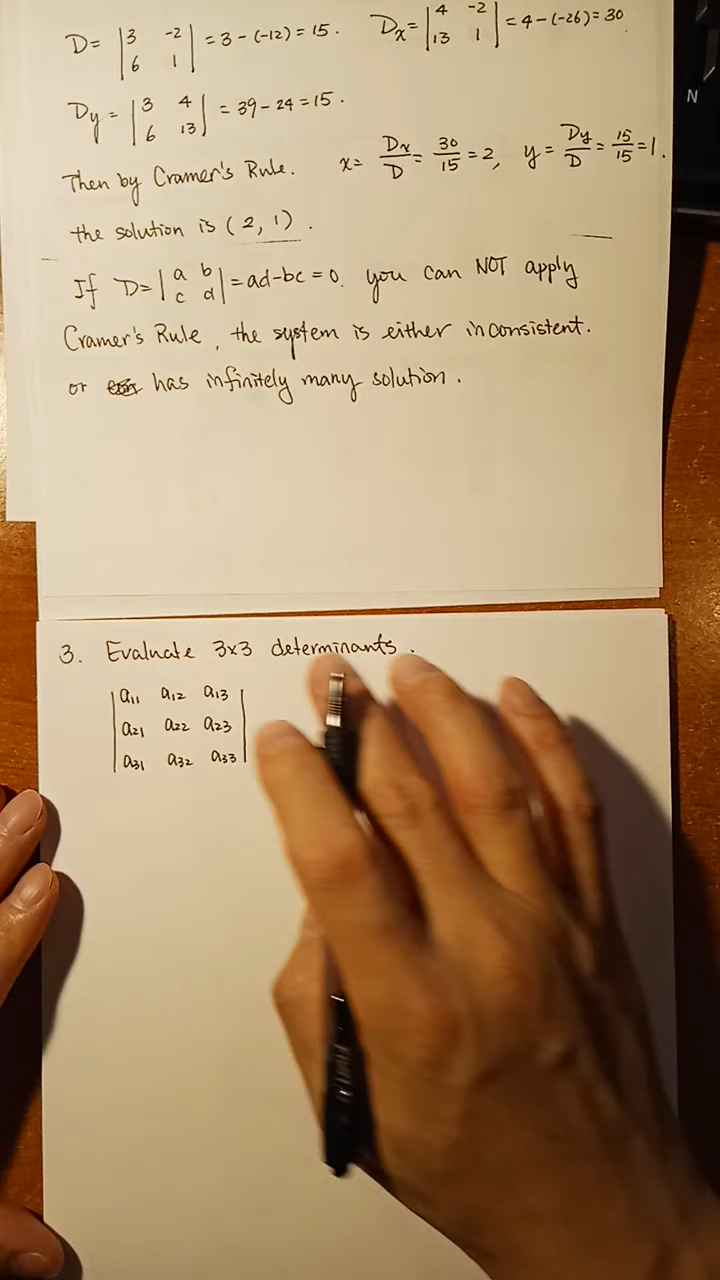 D = | 3 -2 | = 3 - (-12) = 15. Dx = | 4 -2 | = 4 - (-26) = 30
| 6 1 | | 13 1 |
Dy = | 3 4 | = 39 - 24 = 15.
| 6 13 |
Then by Cramer's Rule. x = Dx/D = 30/15 = 2, y = Dy/D = 15/15 = 1.
the solution is (2, 1).
If D = | a b | = ad - bc = 0. you can NOT apply
| c d |
Cramer's Rule, the system is either inconsistent.
or has infinitely many solution.
3. Evaluate 3x3 determinants.
| a11 a12 a13 |
| a21 a22 a23 |
| a31 a32 a33 |
N